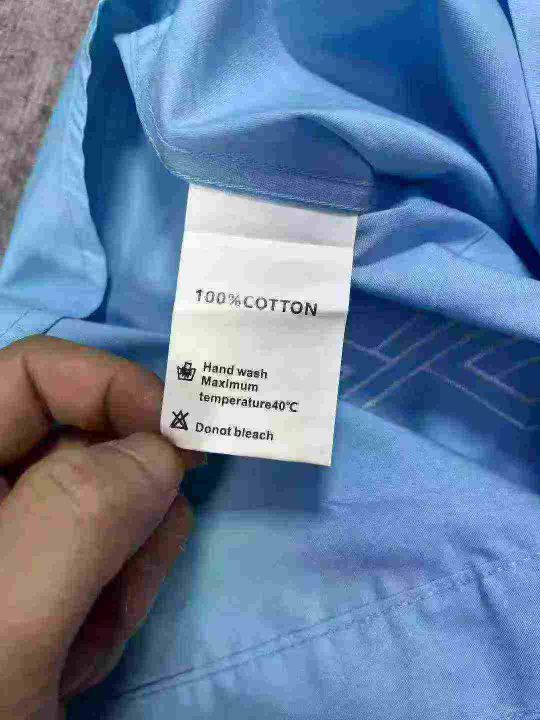 100%COTTON
Hand wash
Maximum
temperature40℃
Donot bleach